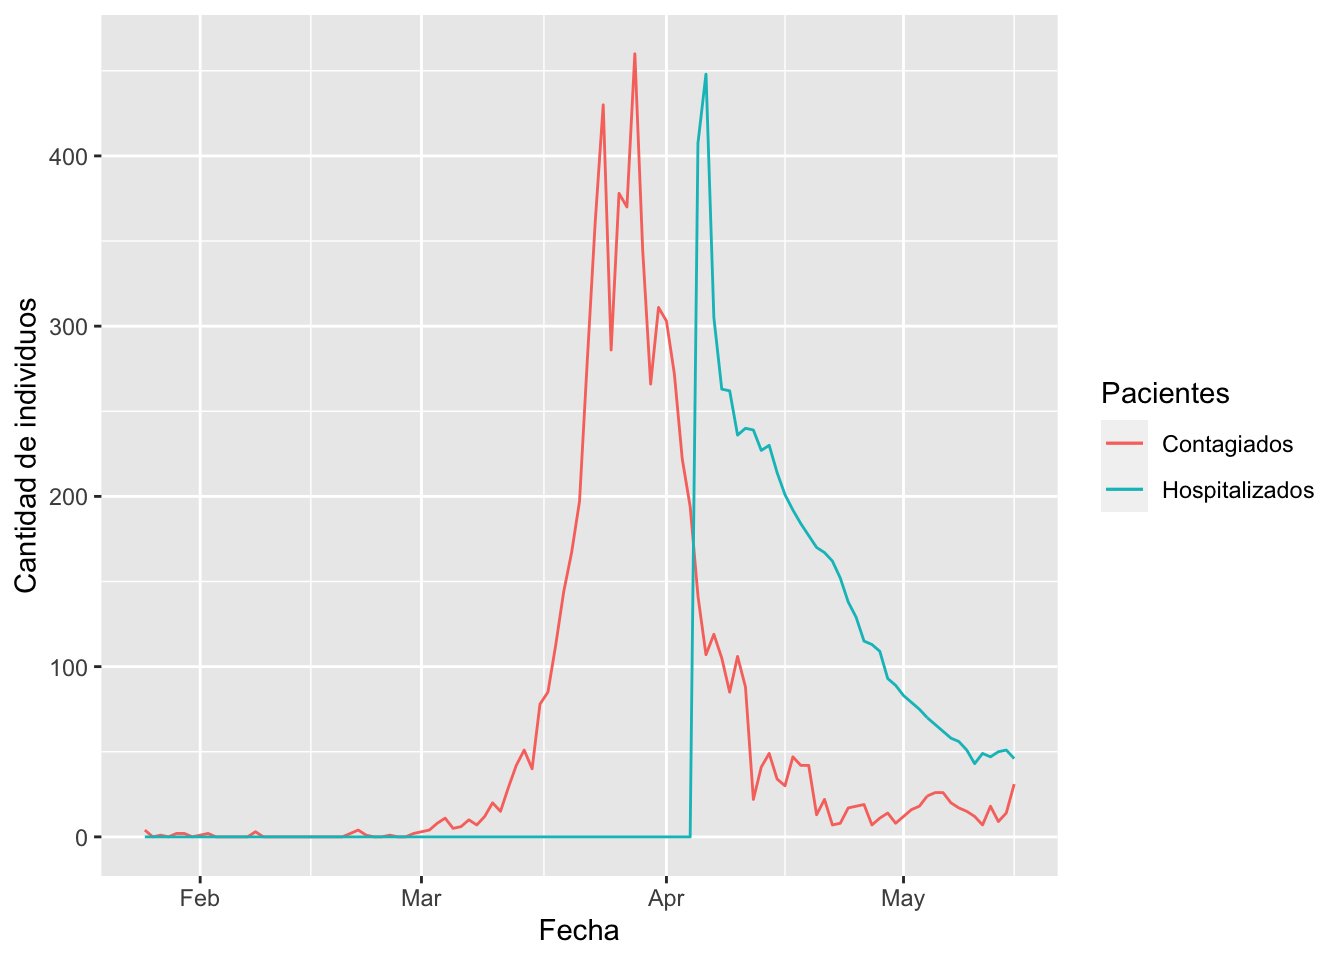 Cantidad de individuos
400
300
200
100
0
Feb
Mar
Apr
May
Fecha
Pacientes
Contagiados
Hospitalizados